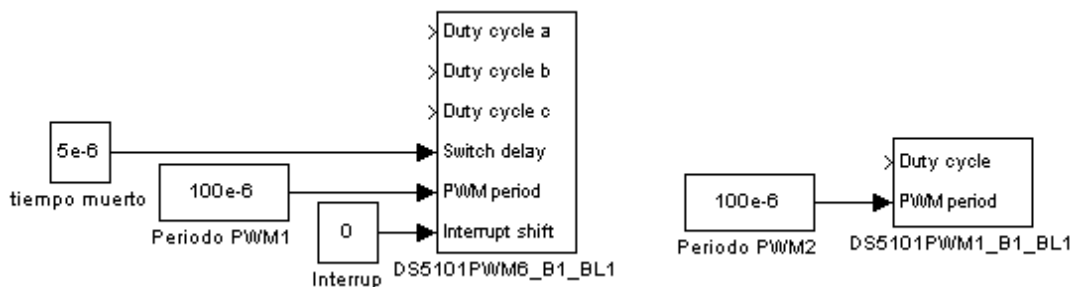 Duty cycle a
Duty cycle b
Duty cycle c
5e-6
Switch delay
tiempo muerto
100e-6
PWM period
Periodo PWM1
0
Interrupt shift
Interrup
DS5101PWM6_B1_BL1
Duty cycle
100e-6
PWM period
Periodo PWM2
DS5101PWM1_B1_BL1